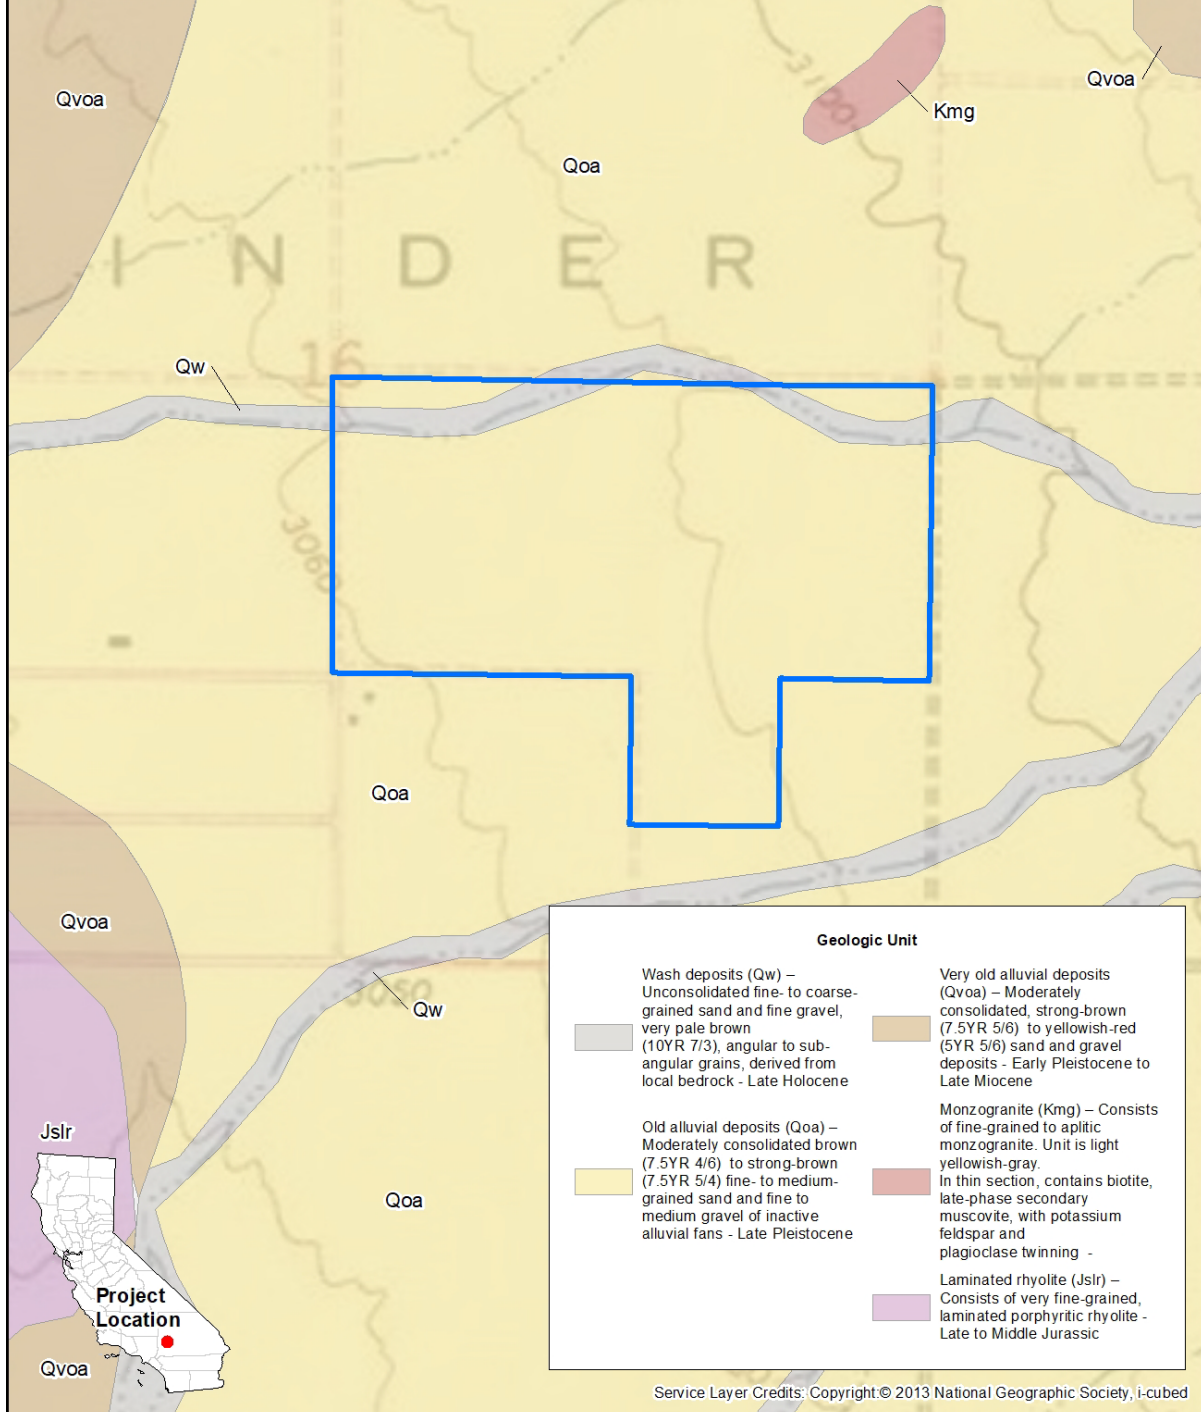 Qvoa
Qvoa
3100
Kmg
Qoa
I N D E R
16
Qw
3060
Qoa
Qvoa
3050
Qw
Jslr
Qoa
Project
Location
Qvoa
Geologic Unit
Wash deposits (Qw) –
Unconsolidated fine- to coarse-
grained sand and fine gravel,
very pale brown
(10YR 7/3), angular to sub-
angular grains, derived from
local bedrock - Late Holocene
Old alluvial deposits (Qoa) –
Moderately consolidated brown
(7.5YR 4/6) to strong-brown
(7.5YR 5/4) fine- to medium-
grained sand and fine to
medium gravel of inactive
alluvial fans - Late Pleistocene
Very old alluvial deposits
(Qvoa) – Moderately
consolidated, strong-brown
(7.5YR 5/6) to yellowish-red
(5YR 5/6) sand and gravel
deposits - Early Pleistocene to
Late Miocene
Monzogranite (Kmg) – Consists
of fine-grained to aplitic
monzogranite. Unit is light
yellowish-gray.
In thin section, contains biotite,
late-phase secondary
muscovite, with potassium
feldspar and
plagioclase twinning -
Laminated rhyolite (Jslr) –
Consists of very fine-grained,
laminated porphyritic rhyolite -
Late to Middle Jurassic
Service Layer Credits: Copyright:© 2013 National Geographic Society, i-cubed